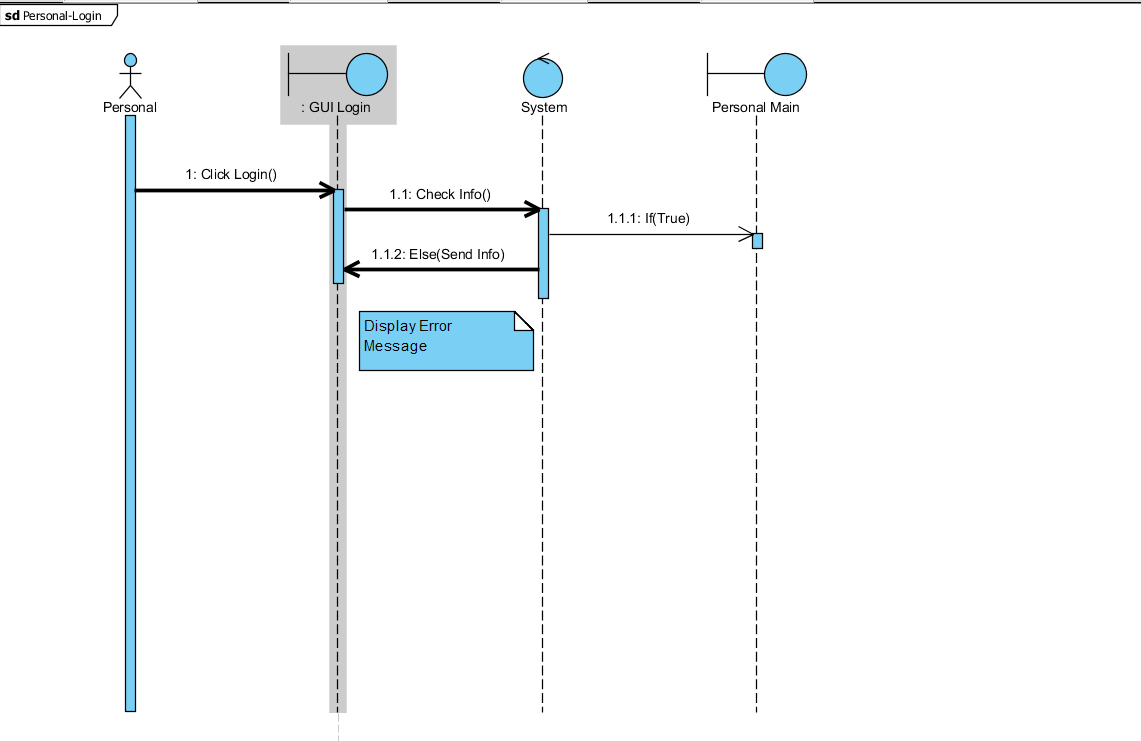 sd Personal-Login
Personal
: GUI Login
System
Personal Main
1: Click Login()
1.1: Check Info()
1.1.1: If(True)
1.1.2: Else(Send Info)
Display Error
Message